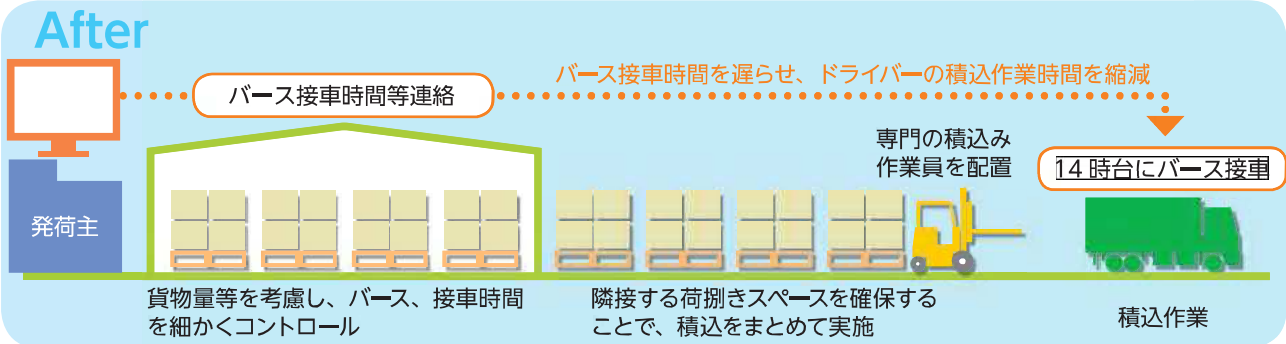 After
バース接車時間を遅らせ、ドライバーの積込作業時間を縮減
バース接車時間等連絡
専門の積込み
作業員を配置
14時台にバース接車
発荷主
貨物量等を考慮し、バース、接車時間
を細かくコントロール
隣接する荷捌きスペースを確保する
ことで、積込をまとめて実施
積込作業